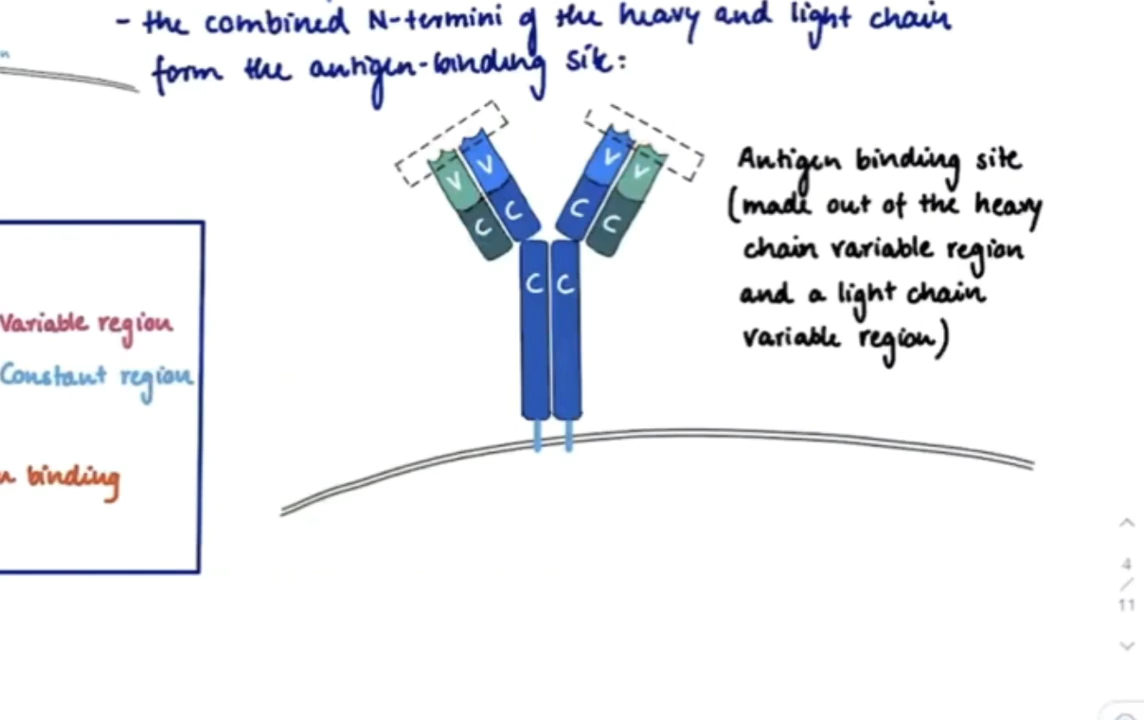 - the combined N-termini of the heavy and light chain
form the antigen-binding site:
Antigen binding site
(made out of the heavy
chain variable region
and a light chain
variable region)
V
V
V
V
C
C
C
C
C
C
Variable region
Constant region
binding
4
/
11